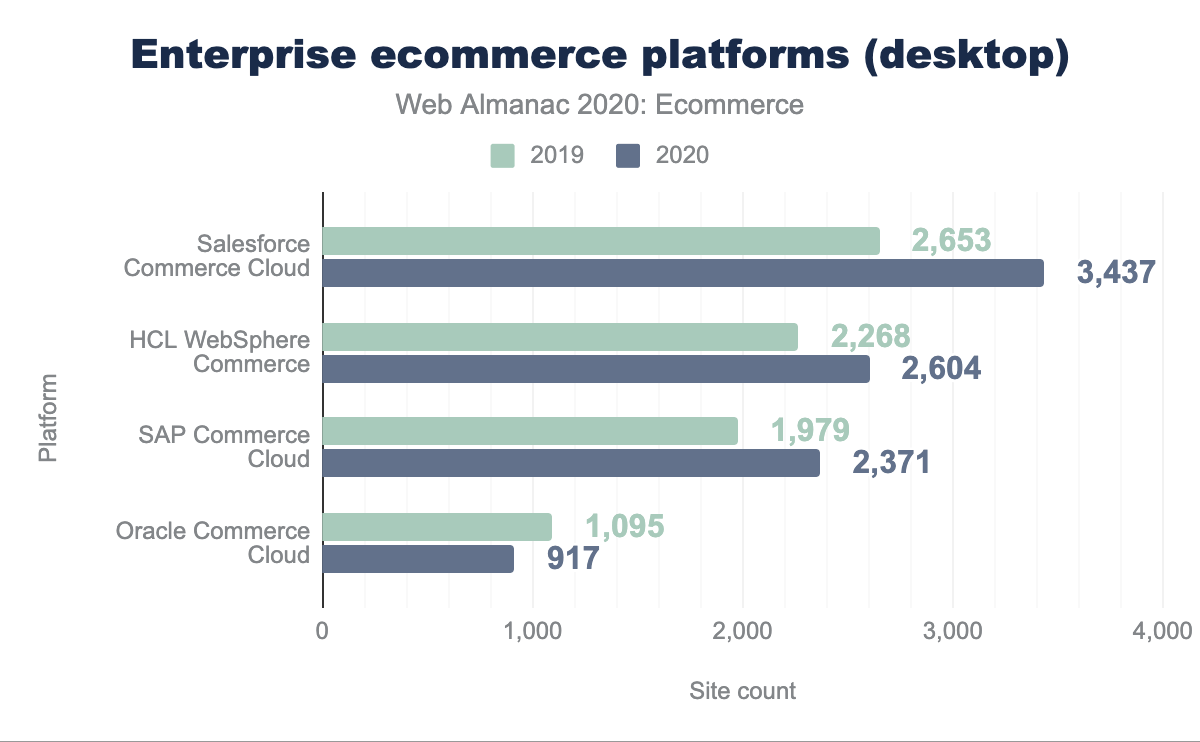 Enterprise ecommerce platforms (desktop)
Web Almanac 2020: Ecommerce
2019 2020
Platform
Salesforce
Commerce Cloud
2,653
3,437
HCL WebSphere
Commerce
2,268
2,604
SAP Commerce
Cloud
1,979
2,371
Oracle Commerce
Cloud
1,095
917
0 1,000 2,000 3,000 4,000
Site count